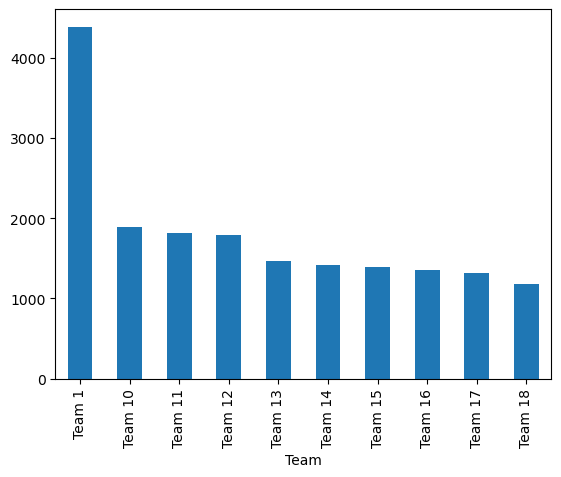 4000
3000
2000
1000
0
Team 1
Team 10
Team 11
Team 12
Team 13
Team 14
Team 15
Team 16
Team 17
Team 18
Team